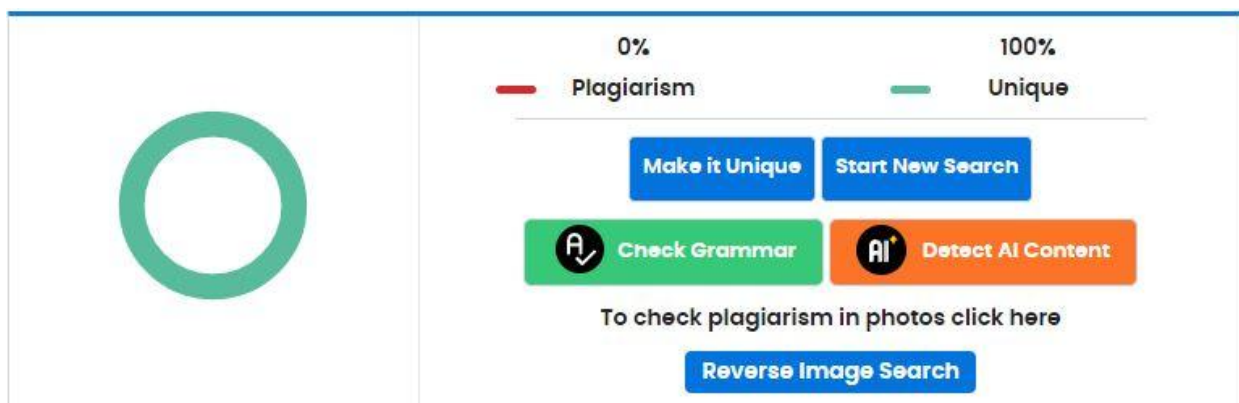 0% 100%
Plagiarism Unique
Make it Unique Start New Search
A Check Grammar AI Detect AI Content
To check plagiarism in photos click here
Reverse Image Search